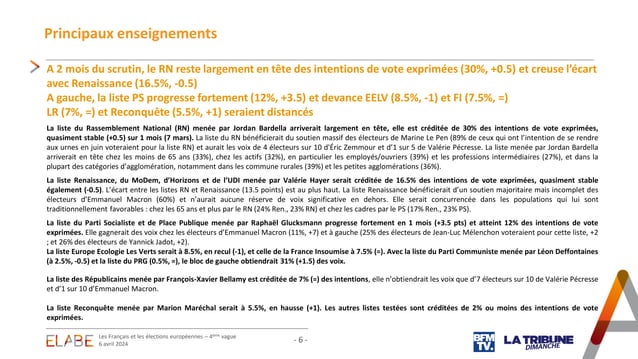 Principaux enseignements
A 2 mois du scrutin, le RN reste largement en tête des intentions de vote exprimées (30%, +0.5) et creuse l'écart
avec Renaissance (16.5%, -0.5)
A gauche, la liste PS progresse fortement (12%, +3.5) et devance EELV (8.5%, -1) et FI (7.5%, =)
LR (7%, =) et Reconquête (5.5%, +1) seraient distancés
La liste du Rassemblement National (RN) menée par Jordan Bardella arriverait largement en tête, elle est créditée de 30% des intentions de vote exprimées,
quasiment stable (+0.5) sur 1 mois (7 mars). La liste du RN bénéficierait du soutien massif des électeurs de Marine Le Pen (89% de ceux qui ont l'intention de se rendre
aux urnes en juin voteraient pour la liste RN) et aurait les voix de 4 électeurs sur 10 d'Éric Zemmour et d'1 sur 5 de Valérie Pécresse. La liste menée par Jordan Bardella
arriverait en tête chez les moins de 65 ans (33%), chez les actifs (32%), en particulier les employés/ouvriers (39%) et les professions intermédiaires (27%), et dans la
plupart des catégories d'agglomération, notamment dans les commune rurales (39%) et les petites agglomérations (36%).
La liste Renaissance, du MoDem, d'Horizons et de l'UDI menée par Valérie Hayer serait créditée de 16.5% des intentions de vote exprimées, quasiment stable
également (-0.5). L'écart entre les listes RN et Renaissance (13.5 points) est au plus haut. La liste Renaissance bénéficierait d'un soutien majoritaire mais incomplet des
électeurs d'Emmanuel Macron (60%) et n'aurait aucune réserve de voix significative en dehors. Elle serait concurrencée dans les populations qui lui sont
traditionnellement favorables : chez les 65 ans et plus par le RN (24% Ren., 23% RN) et chez les cadres par le PS (17% Ren., 23% PS).
La liste du Parti Socialiste et de Place Publique menée par Raphaël Glucksmann progresse fortement en 1 mois (+3.5 pts) et atteint 12% des intentions de vote
exprimées. Elle gagnerait des voix chez les électeurs d'Emmanuel Macron (11%, +7) et à gauche (25% des électeurs de Jean-Luc Mélenchon voteraient pour cette liste, +2
; et 26% des électeurs de Yannick Jadot, +2).
La liste Europe Ecologie Les Verts serait à 8.5%, en recul (-1), et celle de la France Insoumise à 7.5% (=). Avec la liste du Parti Communiste menée par Léon Deffontaines
(à 2.5%, -0.5) et la liste du PRG (0.5%, =), le bloc de gauche obtiendrait 31% (+1.5) des voix.
La liste des Républicains menée par François-Xavier Bellamy est créditée de 7% (=) des intentions, elle n'obtiendrait les voix que d'7 électeurs sur 10 de Valérie Pécresse
et d'1 sur 10 d'Emmanuel Macron.
La liste Reconquête menée par Marion Maréchal serait à 5.5%, en hausse (+1). Les autres listes testées sont créditées de 2% ou moins des intentions de vote
exprimées.
ELABE
Les Français et les élections européennes – 4ème vague
6 avril 2024
- 6 -
BFM
TV.
LA TRIBUNE
DIMANCHE